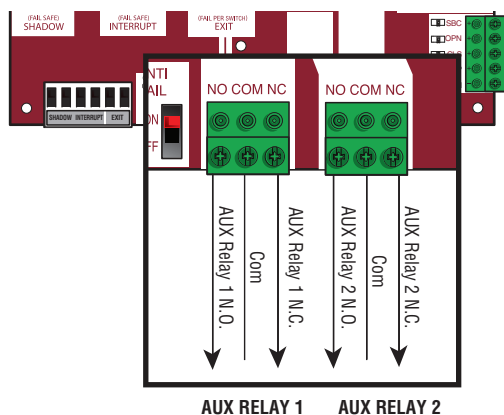 (FAIL SAFE)
SHADOW
(FAIL SAFE)
INTERRUPT
(FAIL PER SWITCH)
EXIT
SBC
OPN
SHADOW INTERRUPT EXIT
NTI
AIL
ON
FF
NO COM NC
NO COM NC
AUX Relay 1 N.O.
Com
AUX Relay 1 N.C.
AUX Relay 2 N.O.
Com
AUX Relay 2 N.C.
AUX RELAY 1
AUX RELAY 2